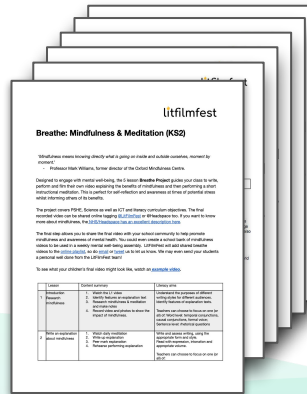 litfilmfest
Breathe: Mindfulness & Meditation (KS2)
"Mindfulness means knowing directly what is going on inside and outside ourselves, moment by
moment."
- Professor Mark Williams, former director of the Oxford Mindfulness Centre.
Designed to engage with mental well-being, the 5 lesson Breathe Project guides your class to write,
perform and film their own video explaining the benefits of mindfulness and then performing a short
instructional meditation. This is perfect for self-reflection and awareness at times of potential stress
whilst informing others of its benefits.
The project covers PSHE, Science as well as ICT and literacy curriculum objectives. The final
recorded video can be shared online tagging @LitFilmFest or #Headspace too. If you want to know
more about mindfulness, the NHS/Headspace has an excellent description here.
The final step allows you to share the final video with your school community to help promote
mindfulness and awareness of mental health. You could even create a school bank of mindfulness
videos to be used in a weekly mental well-being assembly. LitFilmFest will add shared breathe
videos to the online playlist, so do email or tweet us to let us know. We may even send your students
a personal well done from the LitFilmFest team!
To see what your children's final video might look like, watch an example video.
Lesson Content summary Literacy aims
1 Introduction
Research
mindfulness
1. Watch the L1 video
2. Identify features an explanation text
3. Research mindfulness & meditation
and make notes
4. Record video and photos to show the
impact of mindfulness.
Understand the purposes of different
writing styles for different audiences.
Identify features of explanation texts.
Teachers can choose to focus on one (or
all) of: Word-level: temporal conjunctions,
causal conjunctions, formal voice.
Sentence-level: rhetorical questions
2 Write an explanation
about mindfulness
1. Watch daily meditation
2. Write up explanation
3. Peer mark explanation
4. Rehearse performing explanation
Write and assess writing, using the
appropriate form and style.
Read with expression, intonation and
appropriate volume.
Teachers can choose to focus on one (or
all) of: